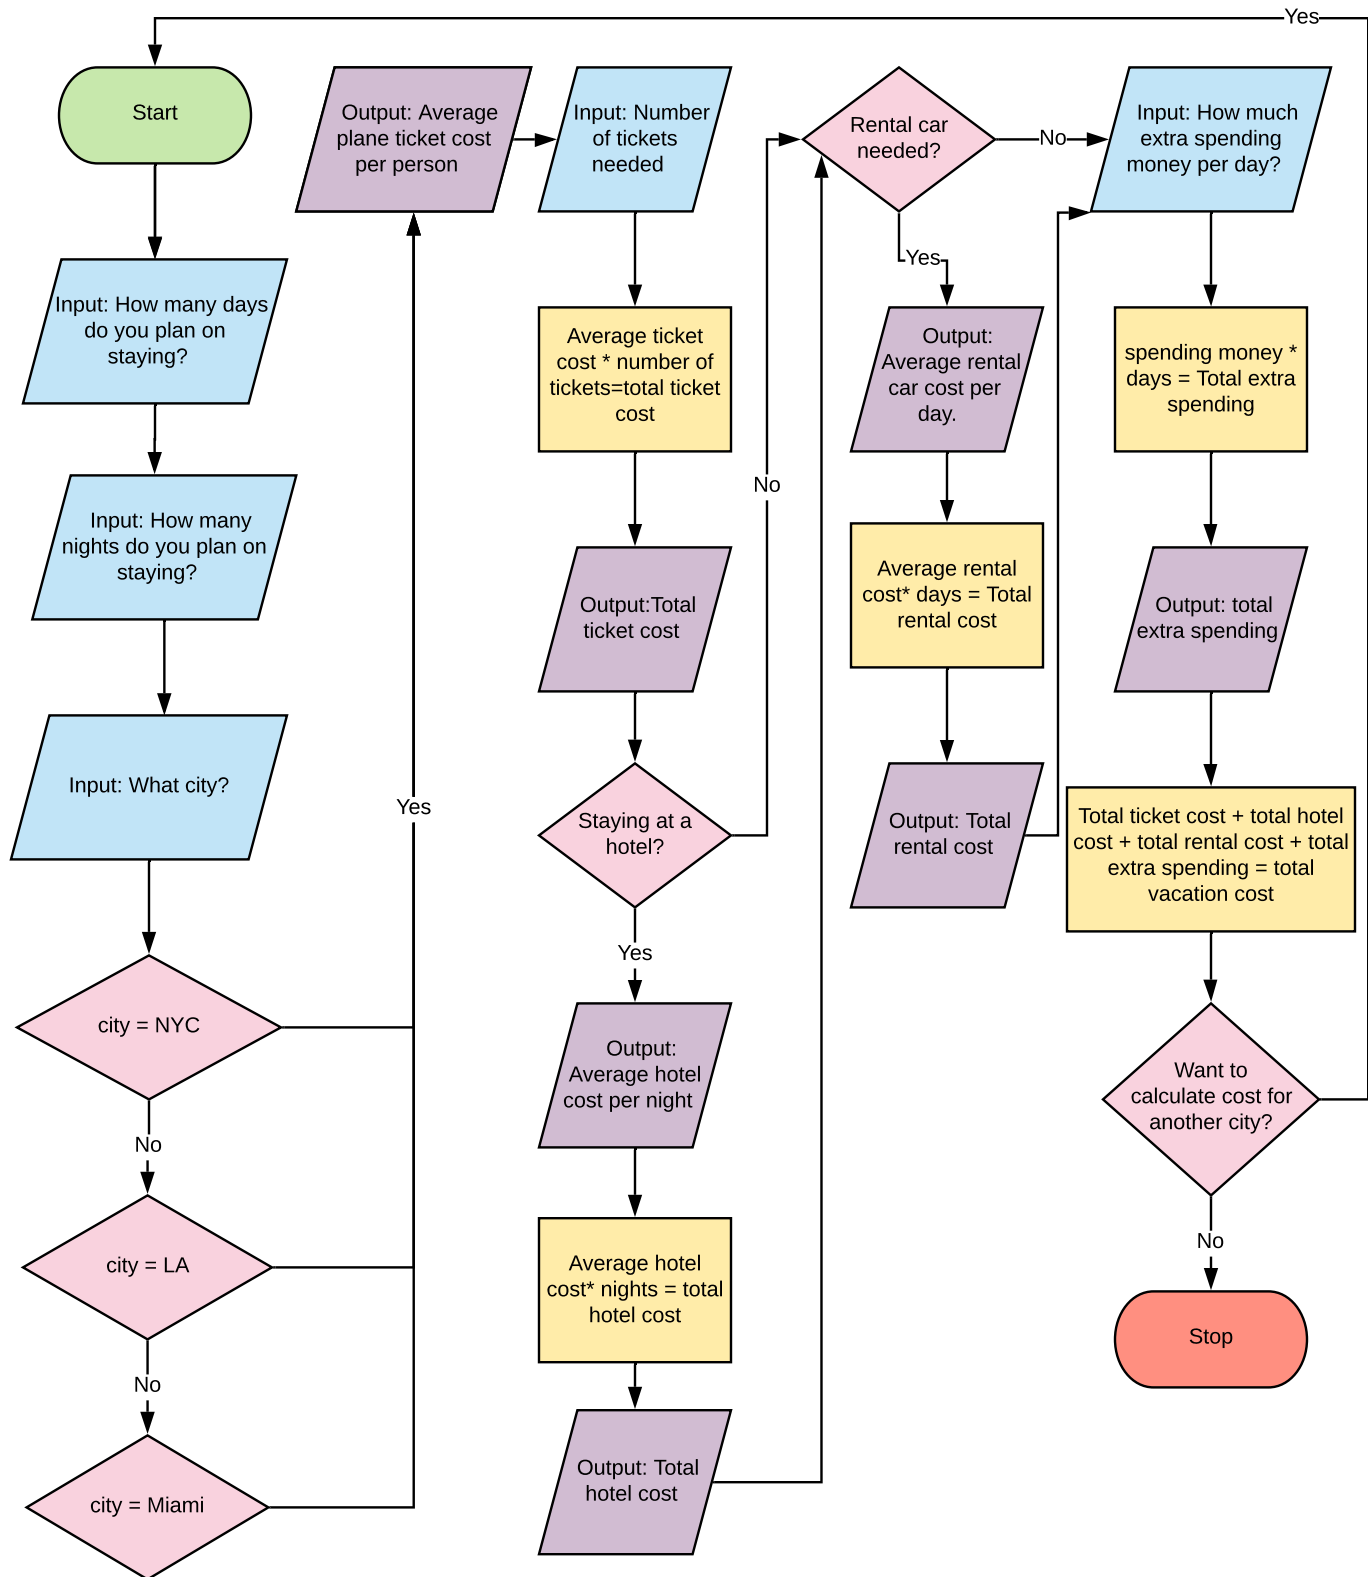 Yes
Start
Input: How many days
do you plan on
staying?
Input: How many
nights do you plan on
staying?
Input: What city?
city = NYC
No
city = LA
No
city = Miami
Yes
Output: Average
plane ticket cost
per person
Input: Number
of tickets
needed
Average ticket
cost * number of
tickets=total ticket
cost
Output:Total
ticket cost
Staying at a
hotel?
No
Yes
Output:
Average hotel
cost per night
Average hotel
cost* nights = total
hotel cost
Output: Total
hotel cost
Rental car
needed?
No
Yes
Output:
Average rental
car cost per
day.
Average rental
cost* days = Total
rental cost
Output: Total
rental cost
Input: How much
extra spending
money per day?
spending money *
days = Total extra
spending
Output: total
extra spending
Total ticket cost + total hotel
cost + total rental cost + total
extra spending = total
vacation cost
Want to
calculate cost for
another city?
No
Stop